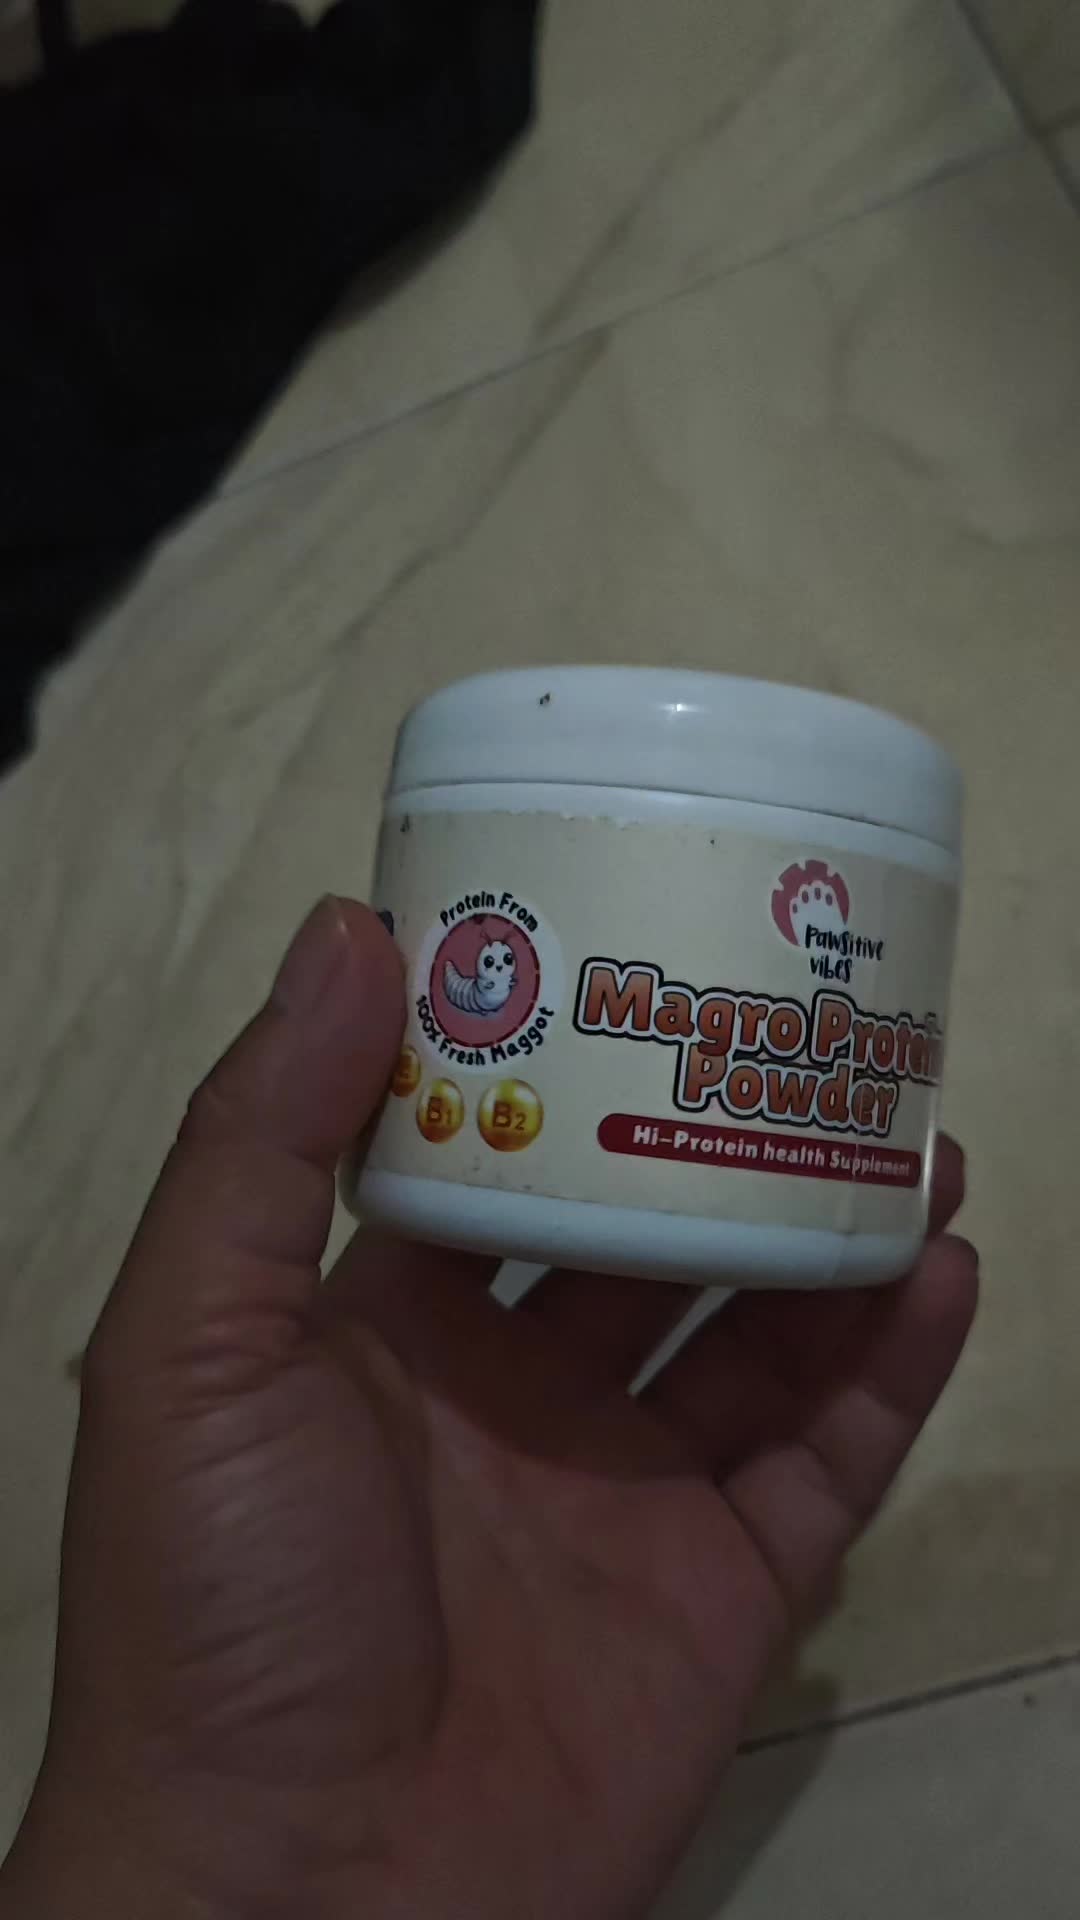 Pawsitive
vibes
Protein From
100% Fresh Maggot
Magro Protein
Powder
B1 B2
Hi-Protein health Supplement